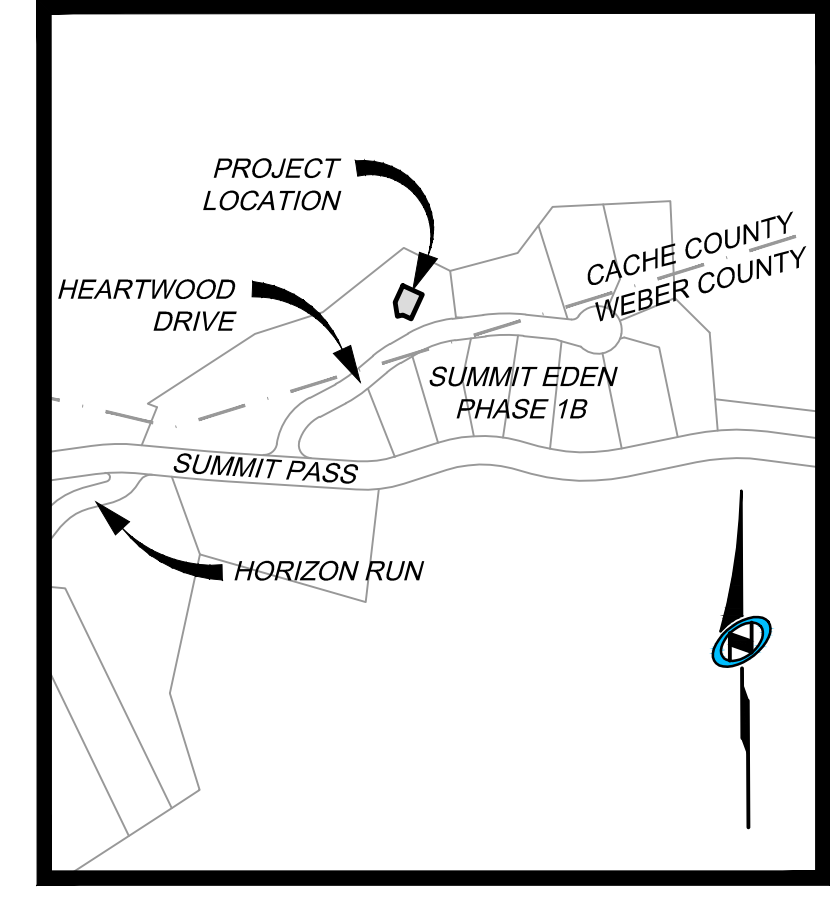 PROJECT
LOCATION
CACHE COUNTY
WEBER COUNTY
HEARTWOOD
DRIVE
SUMMIT EDEN
PHASE 1B
SUMMIT PASS
HORIZON RUN
N